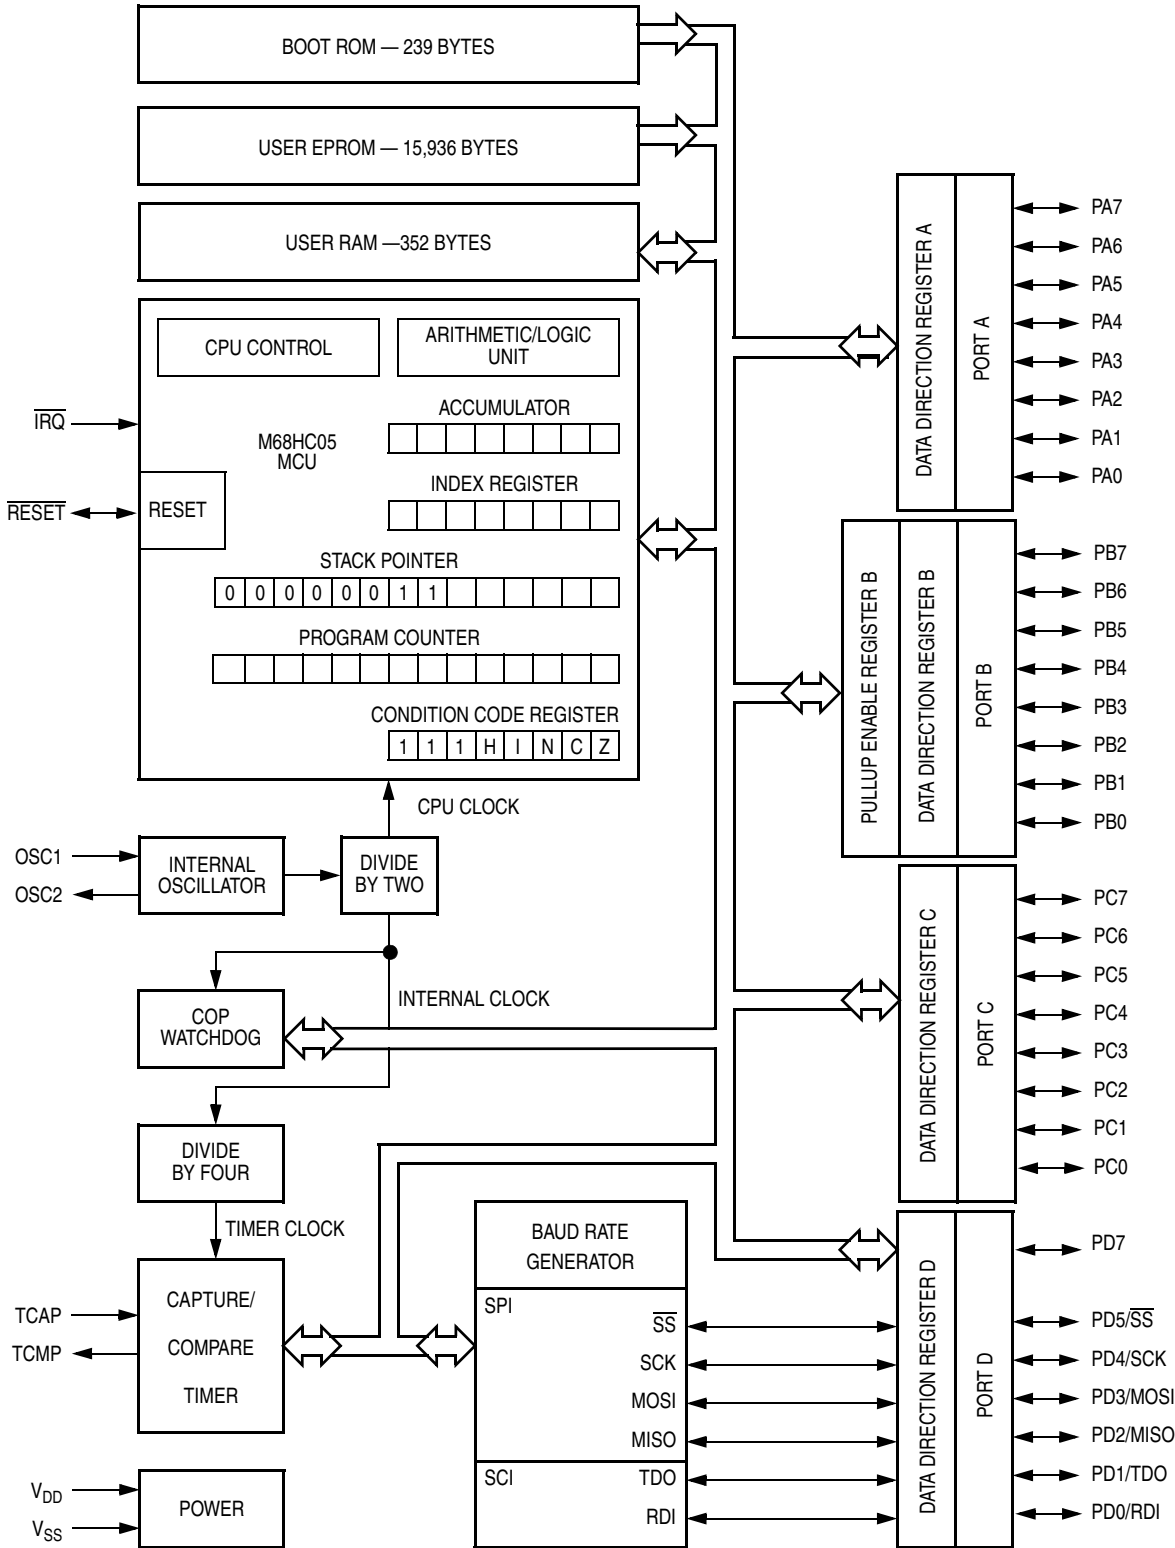 BOOT ROM — 239 BYTES
USER EPROM — 15,936 BYTES
USER RAM —352 BYTES
CPU CONTROL
ARITHMETIC/LOGIC
UNIT
ACCUMULATOR
M68HC05
MCU
INDEX REGISTER
IRQ
RESET
RESET
STACK POINTER
0 0 0 0 0 0 1 1
PROGRAM COUNTER
CONDITION CODE REGISTER
1 1 1 H I N C Z
CPU CLOCK
OSC1
OSC2
INTERNAL
OSCILLATOR
DIVIDE
BY TWO
INTERNAL CLOCK
COP
WATCHDOG
DIVIDE
BY FOUR
TIMER CLOCK
TCAP
TCMP
CAPTURE/
COMPARE
TIMER
VDD
VSS
POWER
BAUD RATE
GENERATOR
SPI
SS
SCK
MOSI
MISO
SCI
TDO
RDI
DATA DIRECTION REGISTER A
PORT A
PA7
PA6
PA5
PA4
PA3
PA2
PA1
PA0
PULLUP ENABLE REGISTER B
DATA DIRECTION REGISTER B
PORT B
PB7
PB6
PB5
PB4
PB3
PB2
PB1
PB0
DATA DIRECTION REGISTER C
PORT C
PC7
PC6
PC5
PC4
PC3
PC2
PC1
PC0
DATA DIRECTION REGISTER D
PORT D
PD7
PD5/SS
PD4/SCK
PD3/MOSI
PD2/MISO
PD1/TDO
PD0/RDI